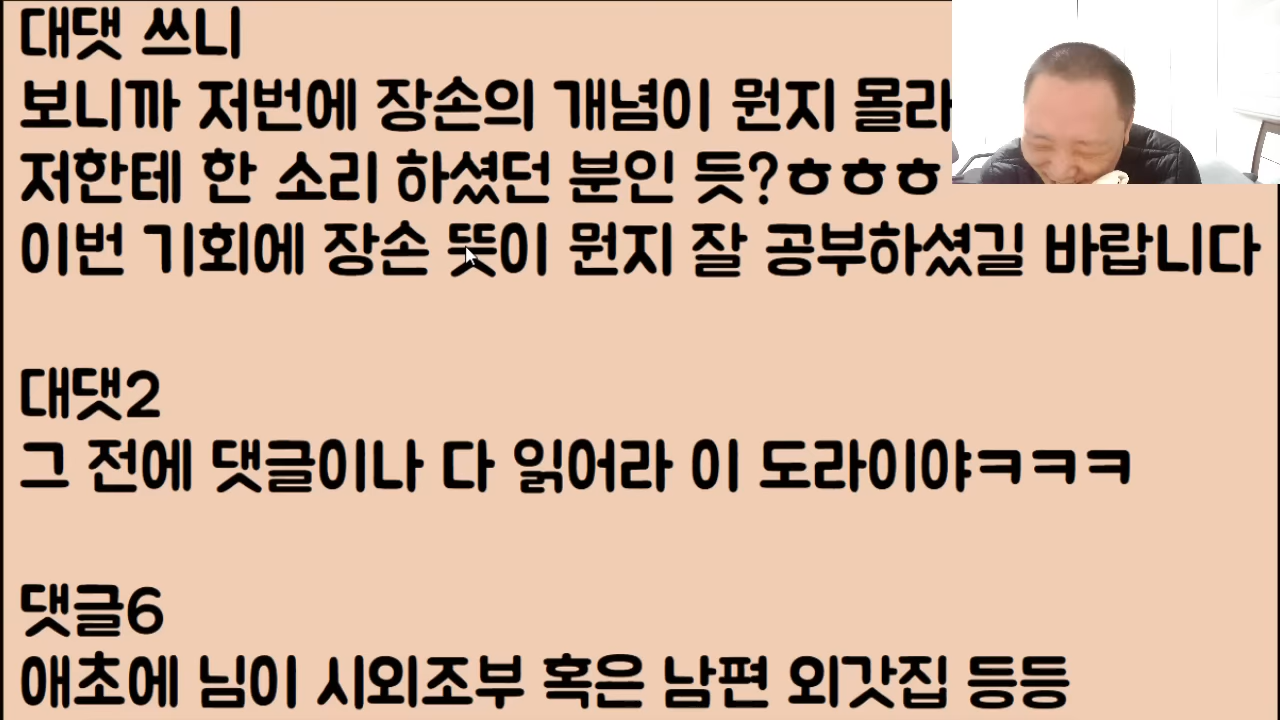 대댓 쓰니
보니까 저번에 장손의 개념이 뭔지 몰라
저한테 한 소리 하셨던 분인 듯?ㅎㅎㅎ
이번 기회에 장손 뜻이 뭔지 잘 공부하셨길 바랍니다
대댓2
그 전에 댓글이나 다 읽어라 이 도라이야ㅋㅋㅋ
댓글6
애초에 님이 시외조부 혹은 남편 외갓집 등등